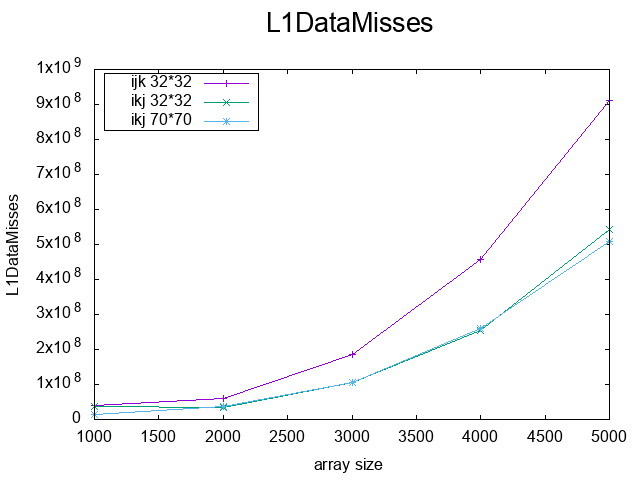 L1DataMisses
L1DataMisses
1x10^9
9x10^8
8x10^8
7x10^8
6x10^8
5x10^8
4x10^8
3x10^8
2x10^8
1x10^8
0
ijk 32*32
ikj 32*32
ikj 70*70
1000 1500 2000 2500 3000 3500 4000 4500 5000
array size